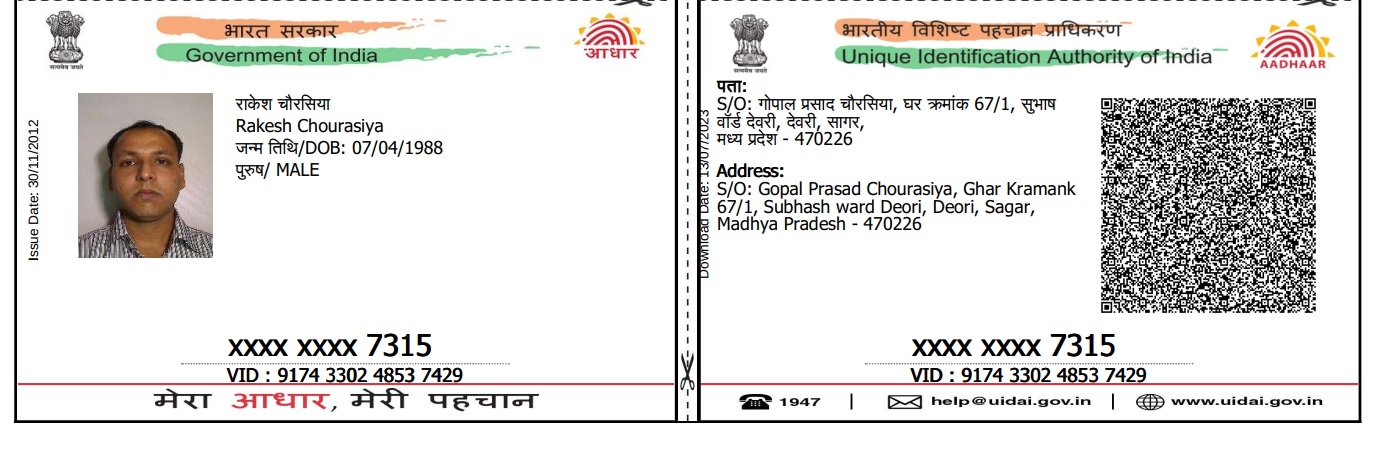 भारत सरकार
Government of India
आधार
सत्यमेव जयते
Issue Date: 30/11/2012
राकेश चौरसिया
Rakesh Chourasiya
जन्म तिथि/DOB: 07/04/1988
पुरुष/ MALE
xxxx xxxx 7315
VID : 9174 3302 4853 7429
मेरा आधार, मेरी पहचान
भारतीय विशिष्ट पहचान प्राधिकरण
Unique Identification Authority of India
AADHAAR
सत्यमेव जयते
Download Date: 13/07/2023
पता:
S/O: गोपाल प्रसाद चौरसिया, घर क्रमांक 67/1, सुभाष
वॉर्ड देवरी, देवरी, सागर,
मध्य प्रदेश - 470226
Address:
S/O: Gopal Prasad Chourasiya, Ghar Kramank
67/1, Subhash ward Deori, Deori, Sagar,
Madhya Pradesh - 470226
xxxx xxxx 7315
VID : 9174 3302 4853 7429
1947 | help@uidai.gov.in | www.uidai.gov.in